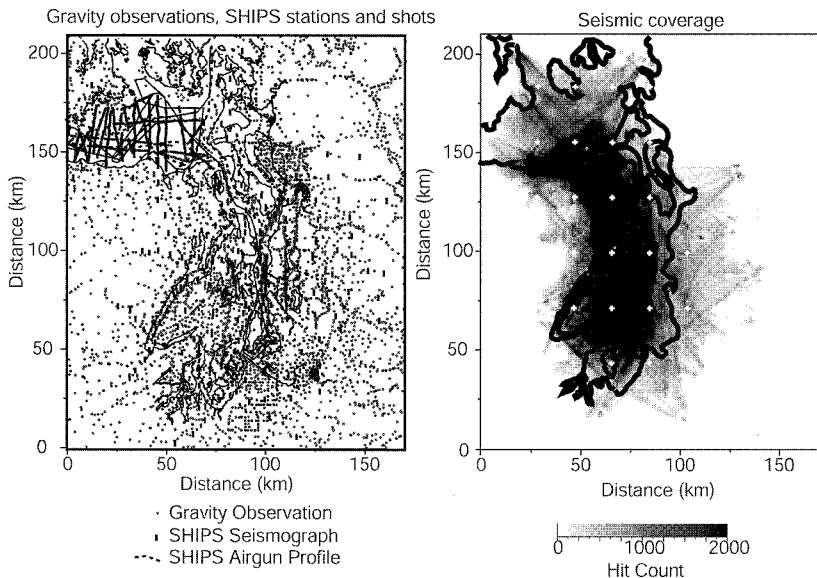 Gravity observations, SHIPS stations and shots
200
150
100
50
0
Distance (km)
0 50 100 150
Distance (km)
· Gravity Observation
SHIPS Seismograph
SHIPS Airgun Profile
Seismic coverage
200
150
100
50
0
Distance (km)
0 50 100 150
Distance (km)
0 1000 2000
Hit Count